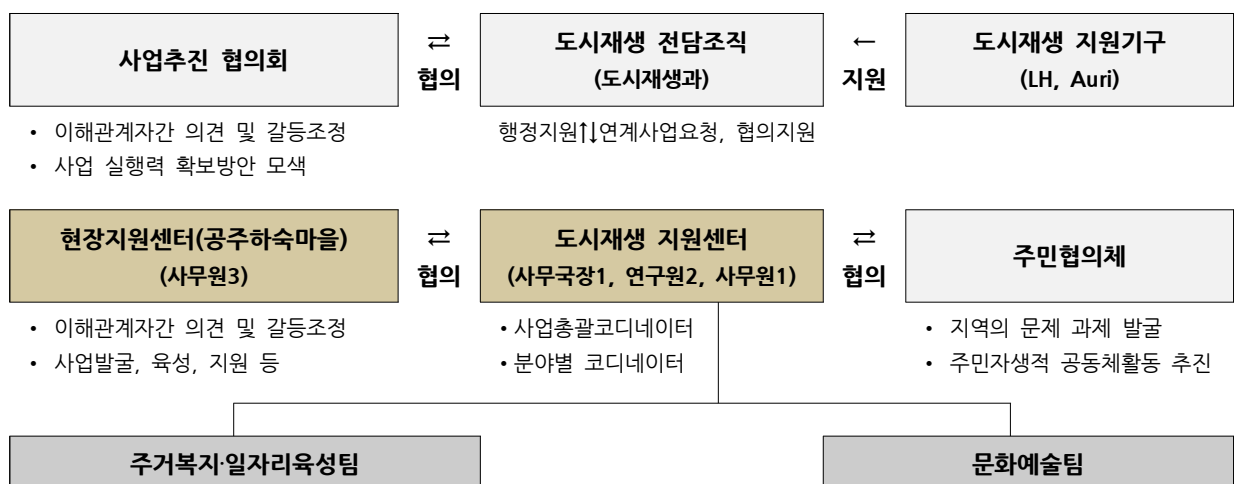 사업추진 협의회
⇄
협의
도시재생 전담조직
(도시재생과)
←
지원
도시재생 지원기구
(LH, Auri)
• 이해관계자간 의견 및 갈등조정
• 사업 실행력 확보방안 모색
행정지원↑↓연계사업요청, 협의지원
현장지원센터(공주하숙마을)
(사무원3)
⇄
협의
도시재생 지원센터
(사무국장1, 연구원2, 사무원1)
⇄
협의
주민협의체
• 이해관계자간 의견 및 갈등조정
• 사업발굴, 육성, 지원 등
• 사업총괄코디네이터
• 분야별 코디네이터
• 지역의 문제 과제 발굴
• 주민자생적 공동체활동 추진
주거복지·일자리육성팀
문화예술팀